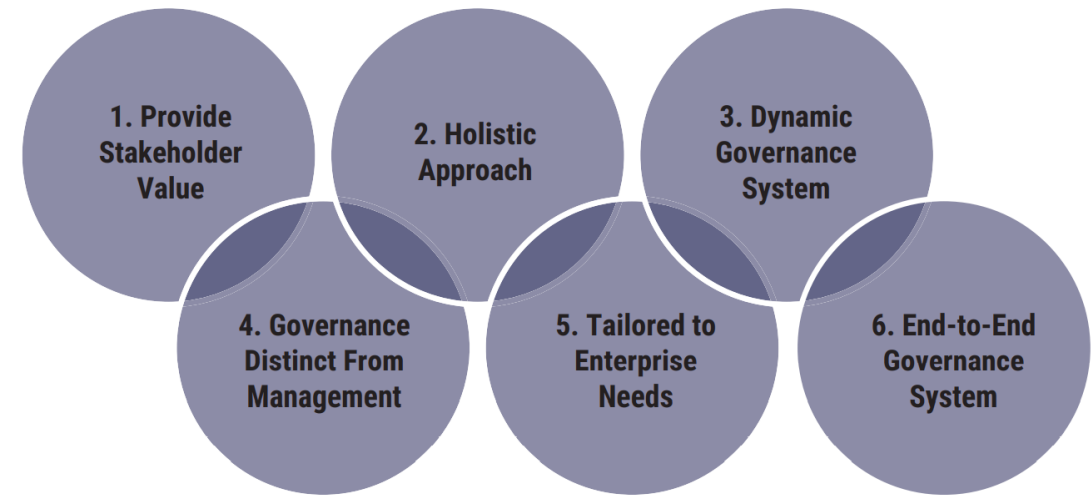 1. Provide
Stakeholder
Value
2. Holistic
Approach
3. Dynamic
Governance
System
4. Governance
Distinct From
Management
5. Tailored to
Enterprise
Needs
6. End-to-End
Governance
System